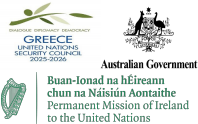 DIALOGUE DIPLOMACY DEMOCRACY
GREECE
UNITED NATIONS
SECURITY COUNCIL
2025-2026
Australian Government
Buan-Ionad na hÉireann
chun na Náisiún Aontaithe
Permanent Mission of Ireland
to the United Nations